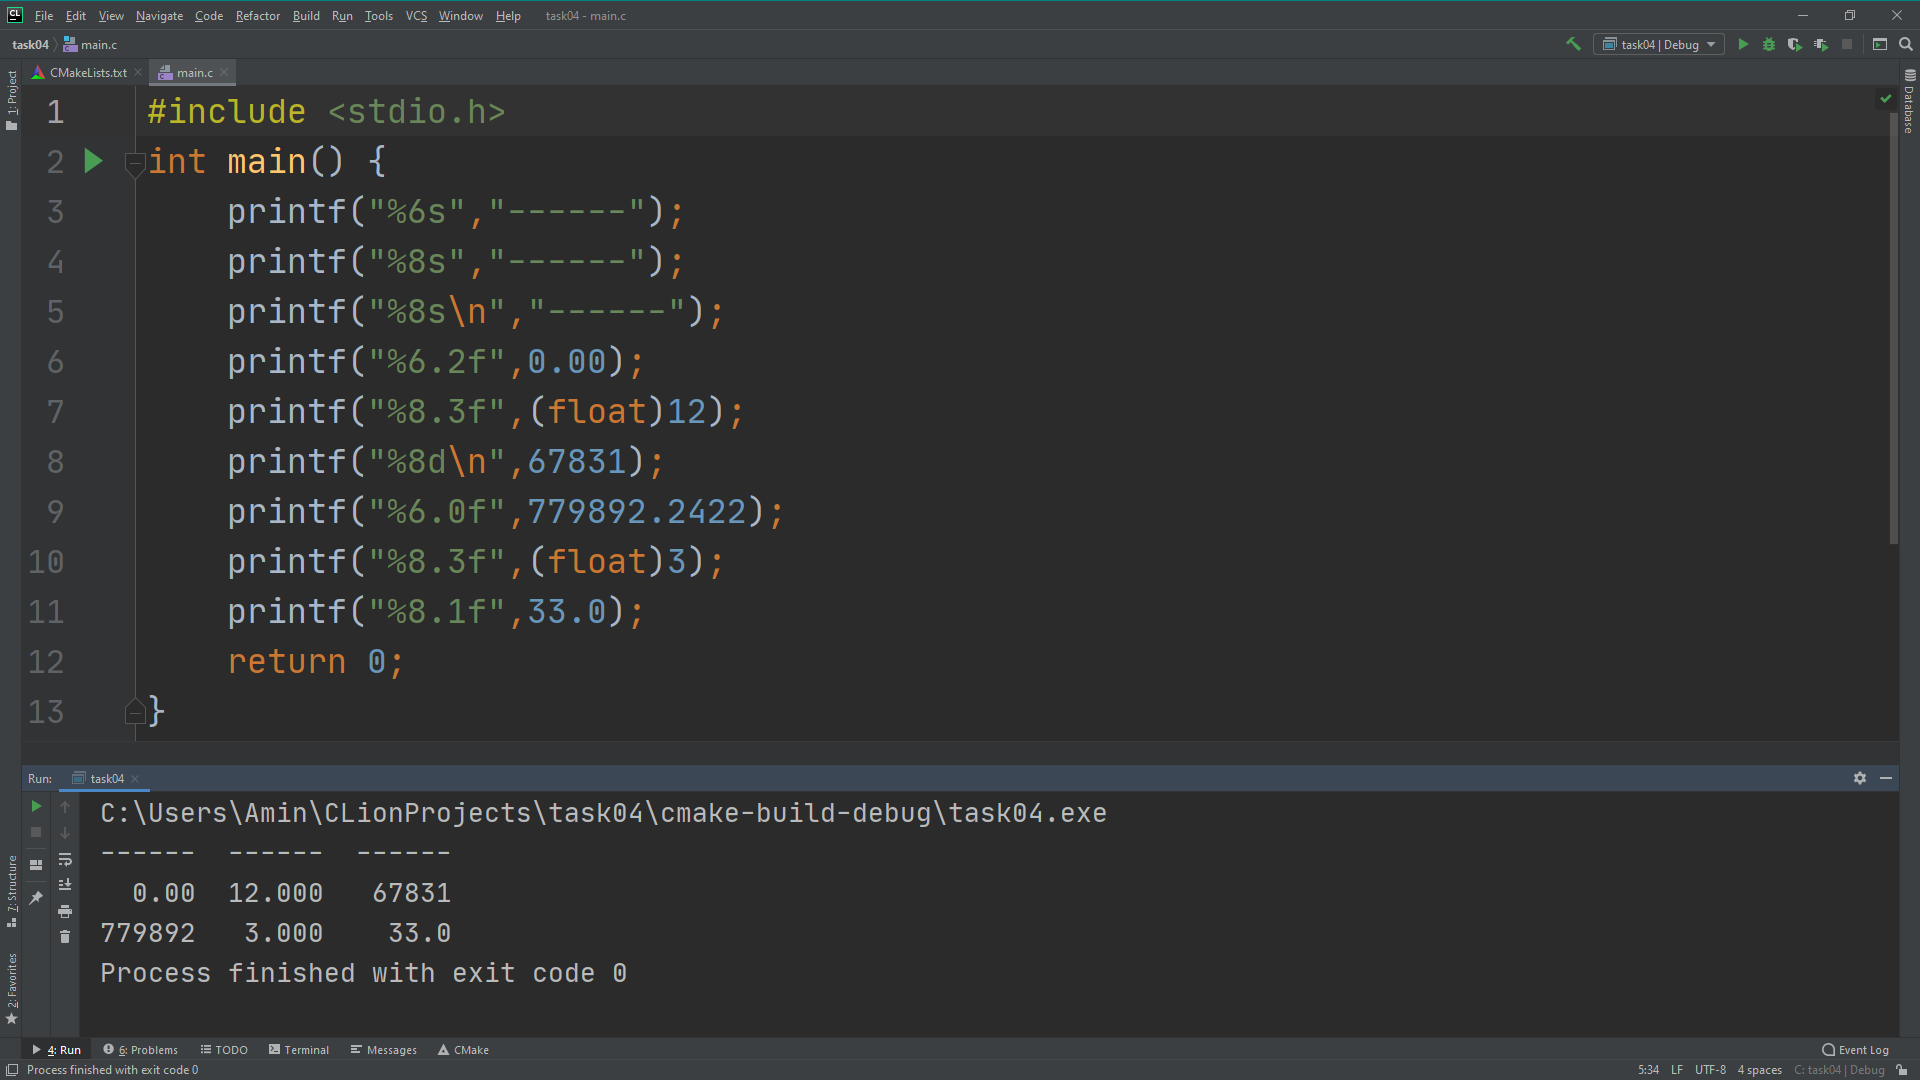 CL File Edit View Navigate Code Refactor Build Run Tools VCS Window Help task04 - main.c
task04 main.c task04 | Debug
CMakeLists.txt main.c
1: Project
Database
1 #include <stdio.h>
2 int main() {
3 printf("%6s","------");
4 printf("%8s","------");
5 printf("%8s\n","------");
6 printf("%6.2f",0.00);
7 printf("%8.3f",(float)12);
8 printf("%8d\n",67831);
9 printf("%6.0f",779892.2422);
10 printf("%8.3f",(float)3);
11 printf("%8.1f",33.0);
12 return 0;
13 }
Run: task04
C:\Users\Amin\CLionProjects\task04\cmake-build-debug\task04.exe
------  ------  ------
  0.00  12.000   67831
779892   3.000    33.0
Process finished with exit code 0
7: Structure
2: Favorites
4: Run 6: Problems TODO Terminal Messages CMake Event Log
Process finished with exit code 0 5:34 LF UTF-8 4 spaces C: task04 | Debug